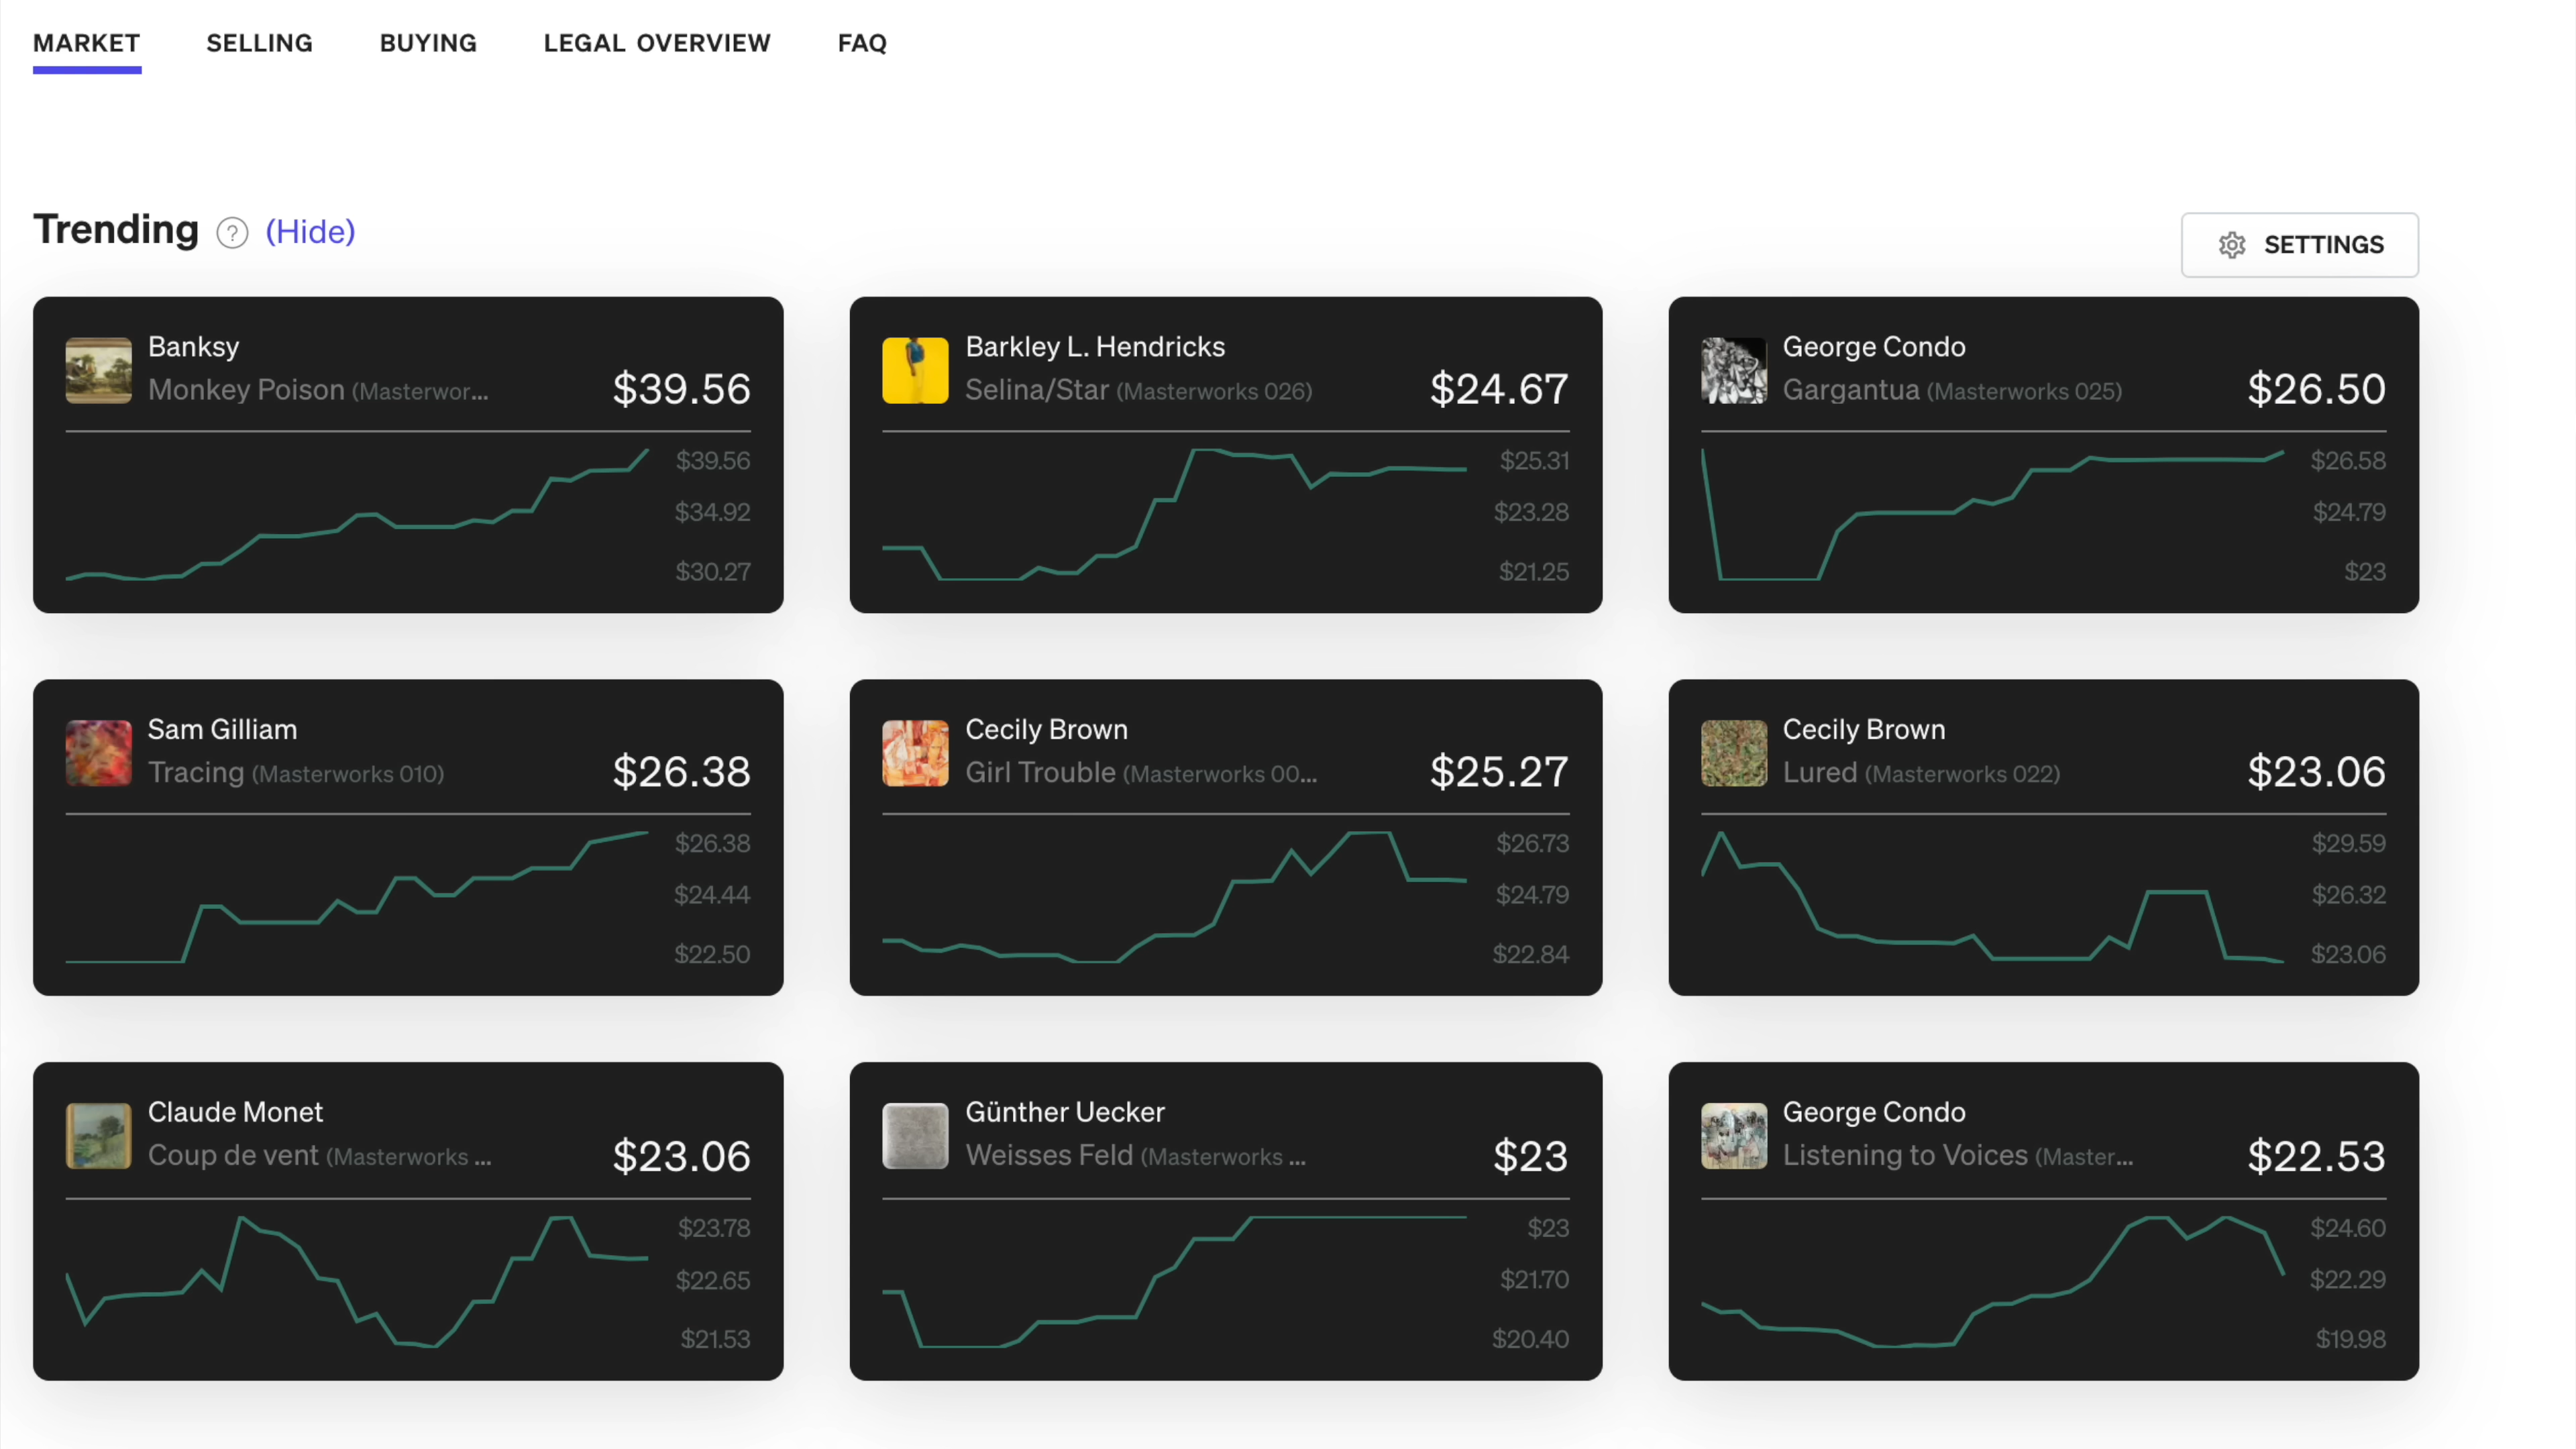 MARKET SELLING BUYING LEGAL OVERVIEW FAQ
Trending ? (Hide)
SETTINGS
Banksy
Monkey Poison (Masterwor...
$39.56
$39.56
$34.92
$30.27
Barkley L. Hendricks
Selina/Star (Masterworks 026)
$24.67
$25.31
$23.28
$21.25
George Condo
Gargantua (Masterworks 025)
$26.50
$26.58
$24.79
$23
Sam Gilliam
Tracing (Masterworks 010)
$26.38
$26.38
$24.44
$22.50
Cecily Brown
Girl Trouble (Masterworks 00...
$25.27
$26.73
$24.79
$22.84
Cecily Brown
Lured (Masterworks 022)
$23.06
$29.59
$26.32
$23.06
Claude Monet
Coup de vent (Masterworks ...
$23.06
$23.78
$22.65
$21.53
Günther Uecker
Weisses Feld (Masterworks ...
$23
$23
$21.70
$20.40
George Condo
Listening to Voices (Master...
$22.53
$24.60
$22.29
$19.98